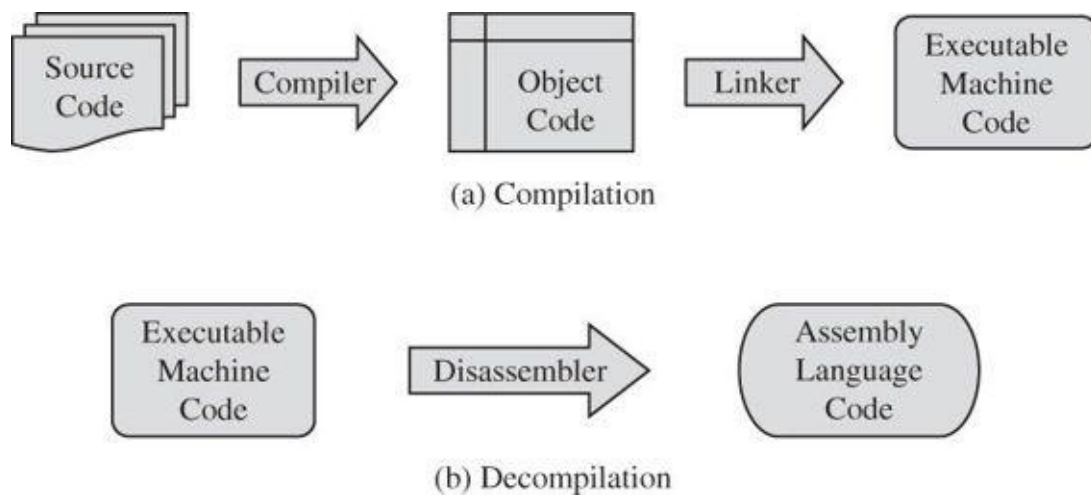 Source
Code
Compiler
Object
Code
Linker
Executable
Machine
Code
(a) Compilation
Executable
Machine
Code
Disassembler
Assembly
Language
Code
(b) Decompilation